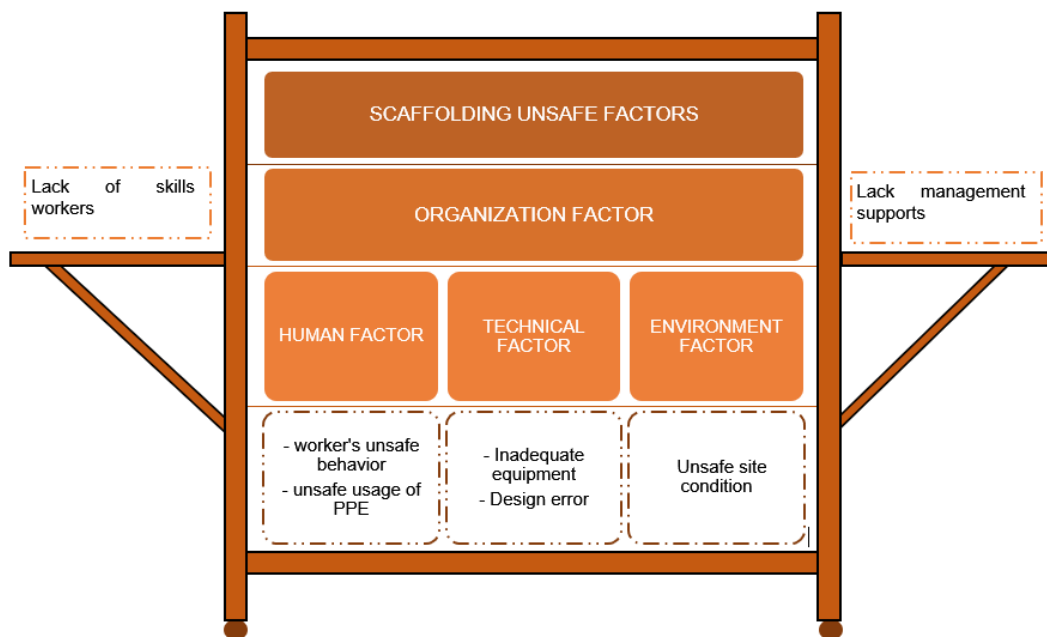 SCAFFOLDING UNSAFE FACTORS
Lack of skills
workers
ORGANIZATION FACTOR
Lack management
supports
HUMAN FACTOR
TECHNICAL
FACTOR
ENVIRONMENT
FACTOR
- worker's unsafe
behavior
- unsafe usage of
PPE
- Inadequate
equipment
- Design error
Unsafe site
condition